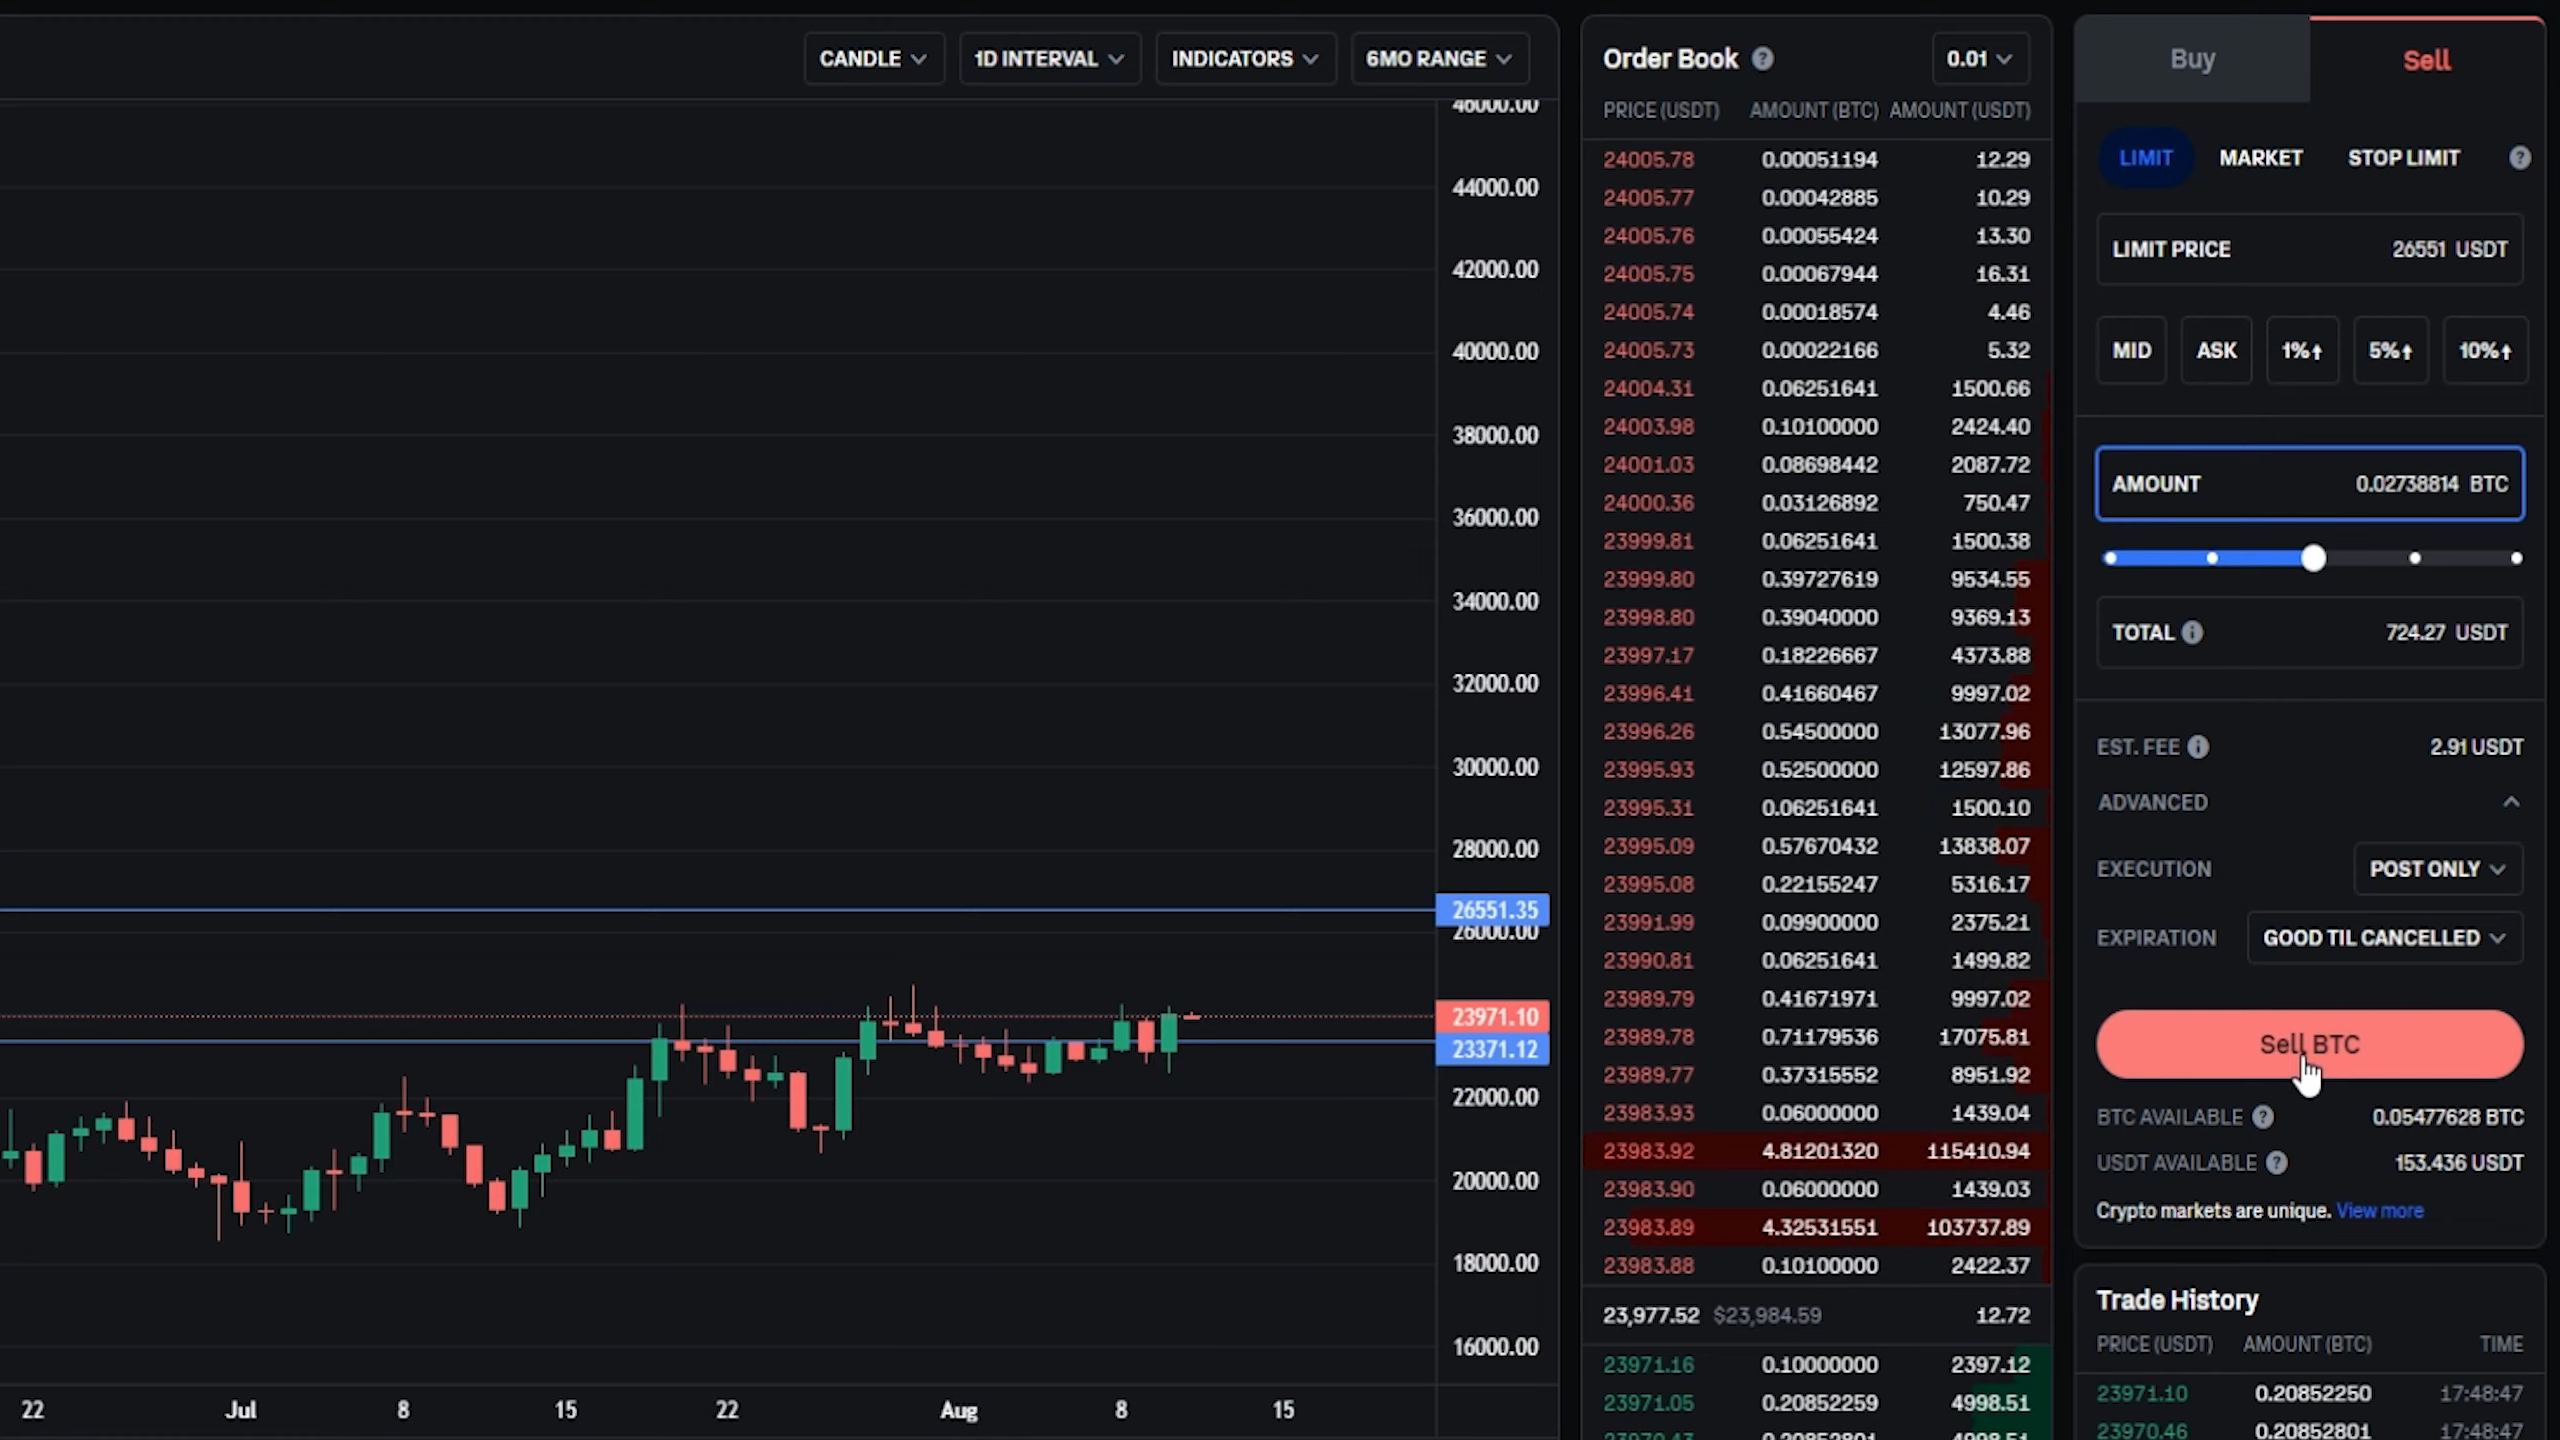 CANDLE 1D INTERVAL INDICATORS 6MO RANGE
46000.00
44000.00
42000.00
40000.00
38000.00
36000.00
34000.00
32000.00
30000.00
28000.00
26551.35
26000.00
23971.10
23371.12
22000.00
20000.00
18000.00
16000.00
22 Jul 8 15 22 Aug 8 15
Order Book ? 0.01
PRICE (USDT) AMOUNT (BTC) AMOUNT (USDT)
24005.78 0.00051194 12.29
24005.77 0.00042885 10.29
24005.76 0.00055424 13.30
24005.75 0.00067944 16.31
24005.74 0.00018574 4.46
24005.73 0.00022166 5.32
24004.31 0.06251641 1500.66
24003.98 0.10100000 2424.40
24001.03 0.08698442 2087.72
24000.36 0.03126892 750.47
23999.81 0.06251641 1500.38
23999.80 0.39727619 9534.55
23998.80 0.39040000 9369.13
23997.17 0.18226667 4373.88
23996.41 0.41660467 9997.02
23996.26 0.54500000 13077.96
23995.93 0.52500000 12597.86
23995.31 0.06251641 1500.10
23995.09 0.57670432 13838.07
23995.08 0.22155247 5316.17
23991.99 0.09900000 2375.21
23990.81 0.06251641 1499.82
23989.79 0.41671971 9997.02
23989.78 0.71179536 17075.81
23989.77 0.37315552 8951.92
23983.93 0.06000000 1439.04
23983.92 4.81201320 115410.94
23983.90 0.06000000 1439.03
23983.89 4.32531551 103737.89
23983.88 0.10100000 2422.37
23,977.52 $23,984.59 12.72
23971.16 0.10000000 2397.12
23971.05 0.20852259 4998.51
23970.43 0.20852801 4998.51
Buy Sell
LIMIT MARKET STOP LIMIT ?
LIMIT PRICE 26551 USDT
MID ASK 1%↑ 5%↑ 10%↑
AMOUNT 0.02738814 BTC
TOTAL i 724.27 USDT
EST. FEE i 2.91 USDT
ADVANCED
EXECUTION POST ONLY
EXPIRATION GOOD TIL CANCELLED
Sell BTC
BTC AVAILABLE ? 0.05477628 BTC
USDT AVAILABLE ? 153.436 USDT
Crypto markets are unique. View more
Trade History
PRICE (USDT) AMOUNT (BTC) TIME
23971.10 0.20852250 17:48:47
23970.46 0.20852801 17:48:47